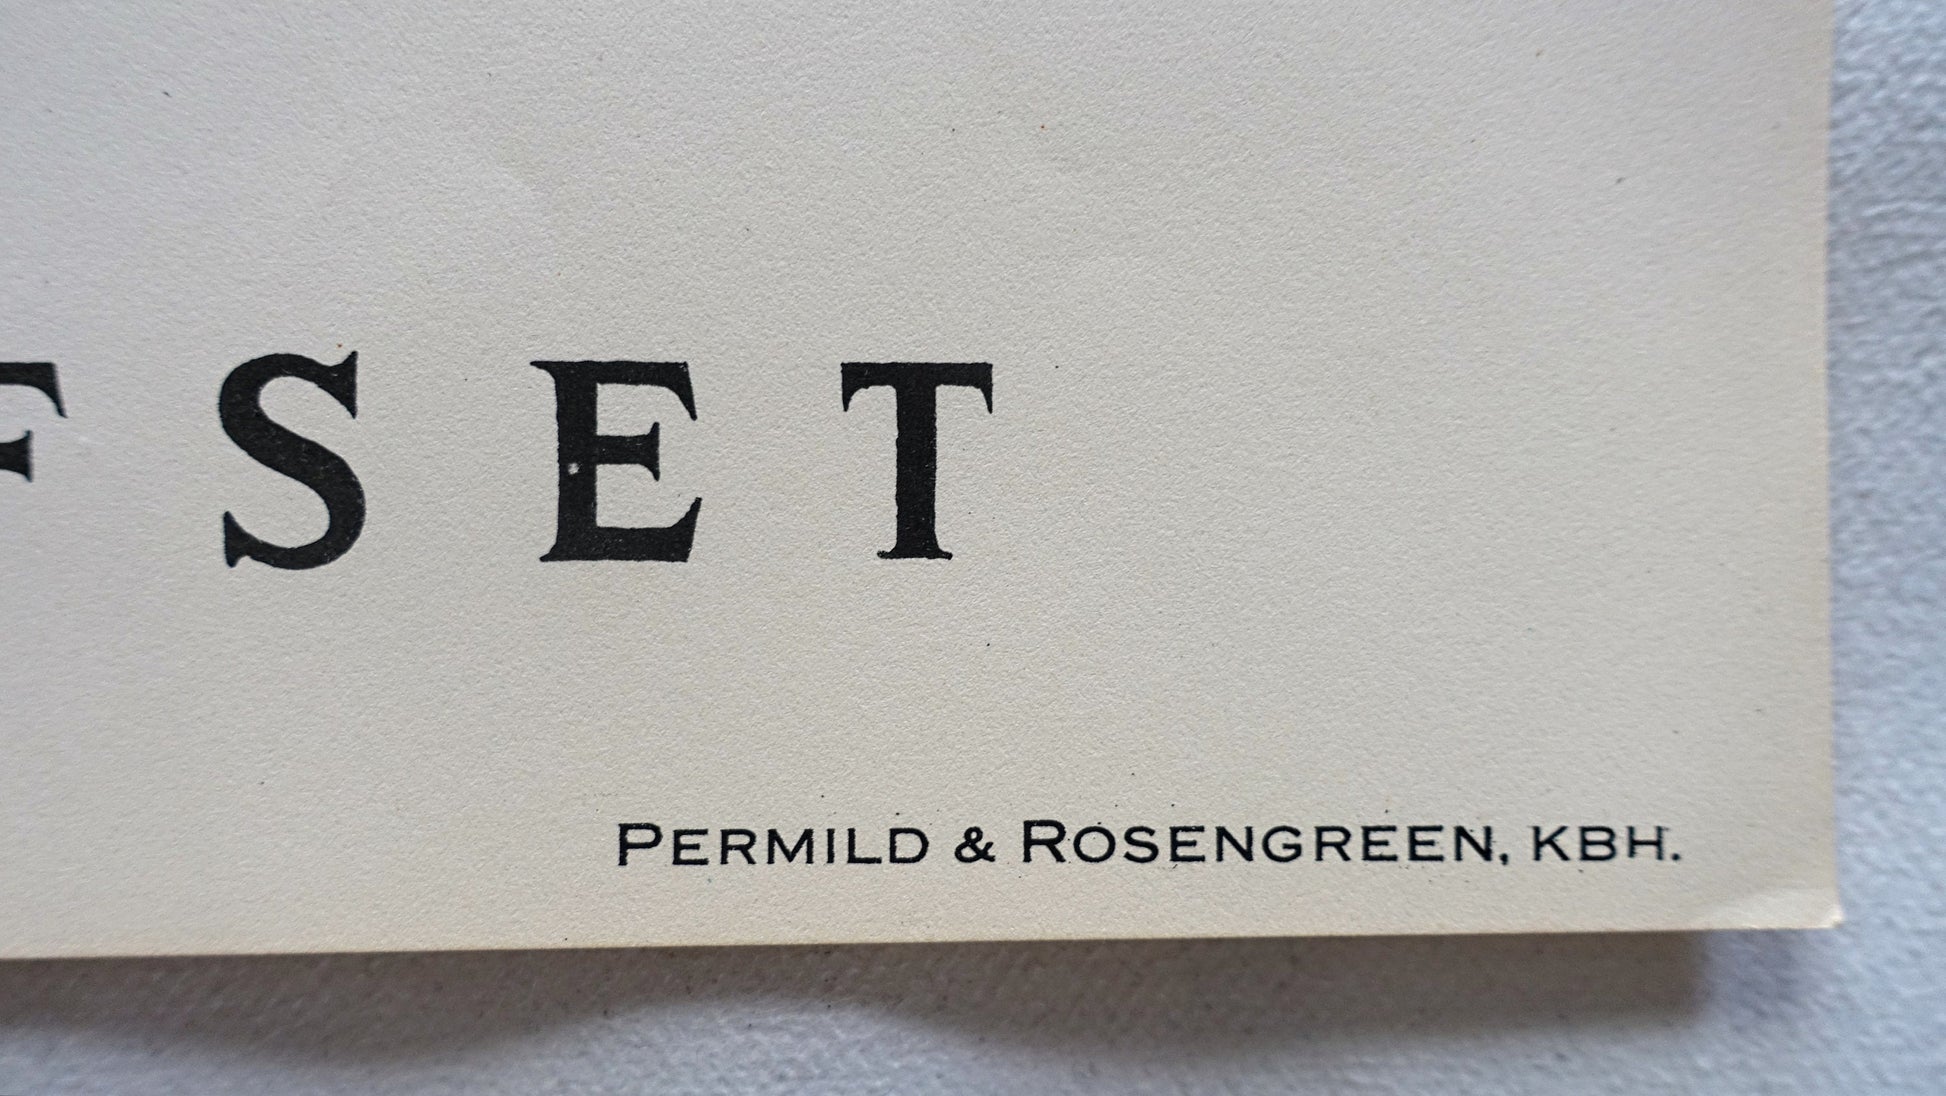 FSET
PERMILD & ROSENGREEN, KBH.